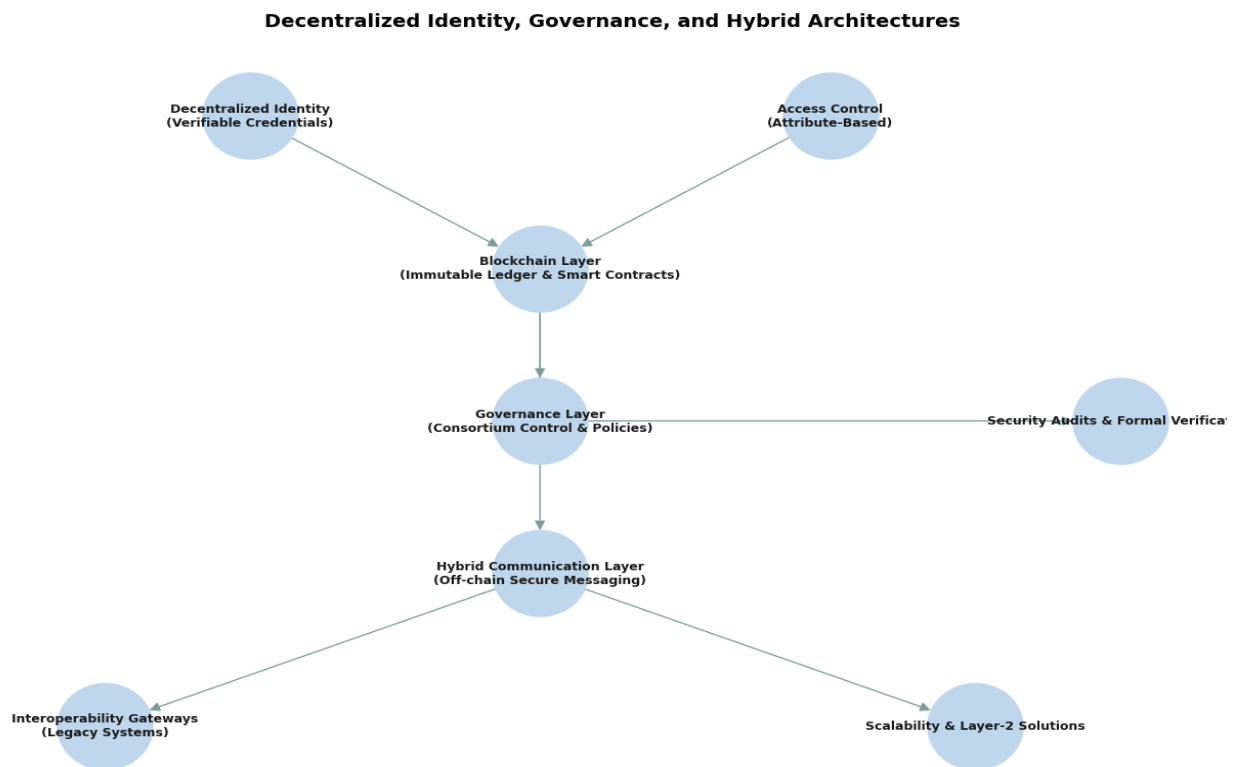 Decentralized Identity, Governance, and Hybrid Architectures
Decentralized Identity
(Verifiable Credentials)
Access Control
(Attribute-Based)
Blockchain Layer
(Immutable Ledger & Smart Contracts)
Governance Layer
(Consortium Control & Policies)
Security Audits & Formal
Hybrid Communication Layer
(Off-chain Secure Messaging)
Interoperability Gateways
(Legacy Systems)
Scalability & Layer-2 Solutions